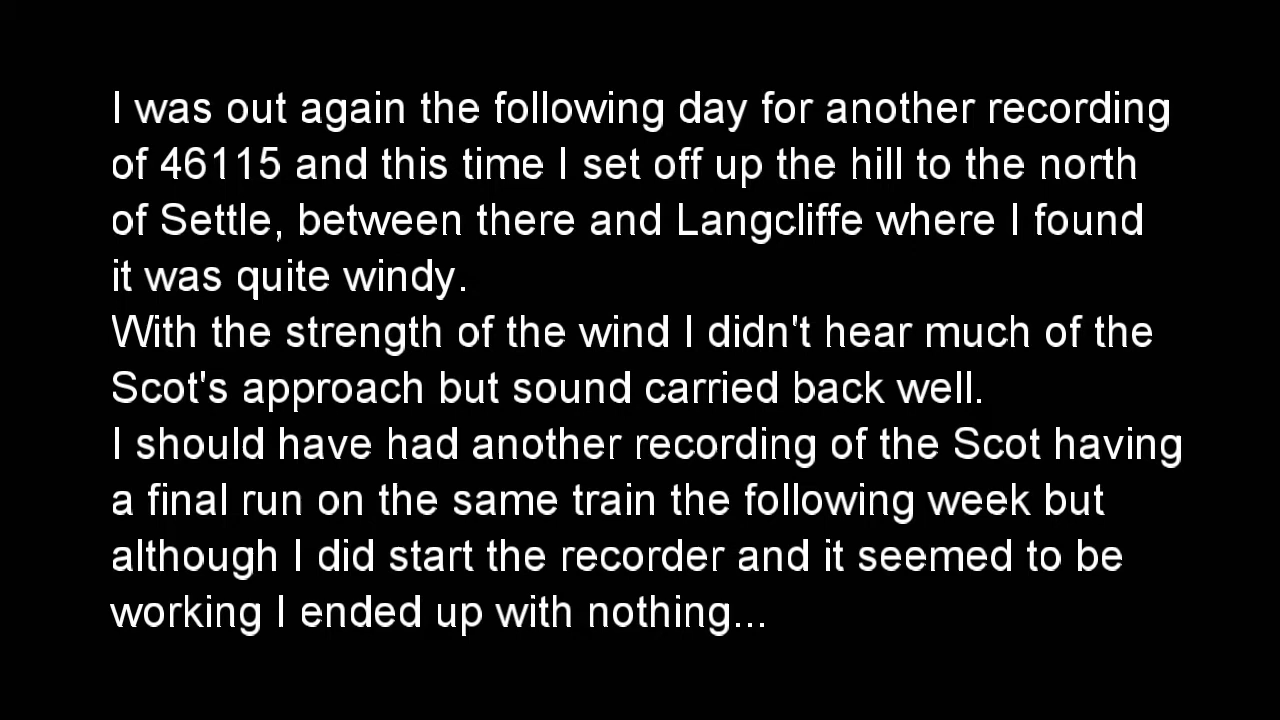 I was out again the following day for another recording
of 46115 and this time I set off up the hill to the north
of Settle, between there and Langcliffe where I found
it was quite windy.
With the strength of the wind I didn't hear much of the
Scot's approach but sound carried back well.
I should have had another recording of the Scot having
a final run on the same train the following week but
although I did start the recorder and it seemed to be
working I ended up with nothing...